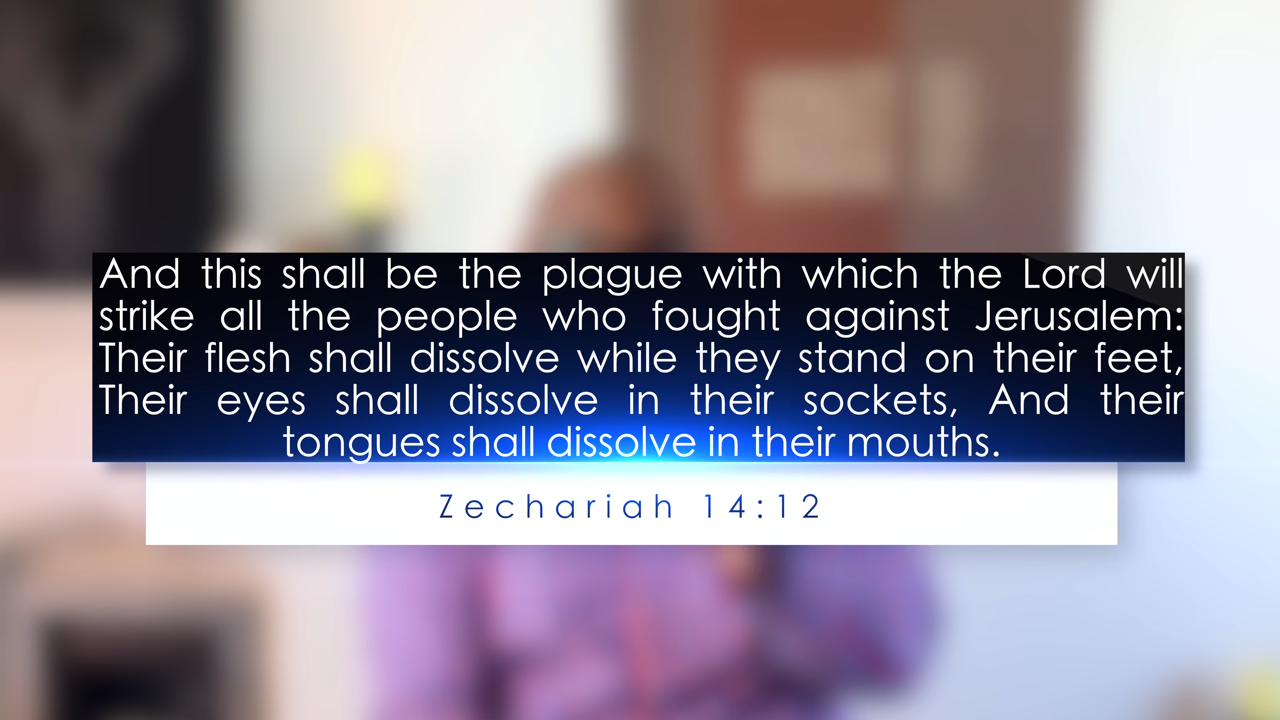 And this shall be the plague with which the Lord will
strike all the people who fought against Jerusalem:
Their flesh shall dissolve while they stand on their feet,
Their eyes shall dissolve in their sockets, And their
tongues shall dissolve in their mouths.
Zechariah 14:12